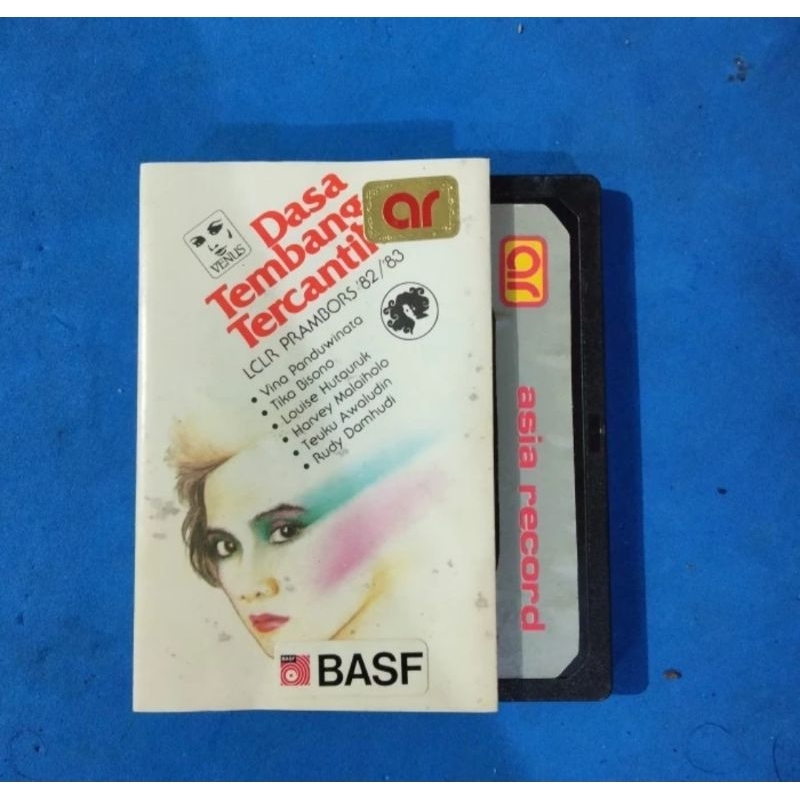 VENUS
Dasa
Tembang
Tercantik
ar
LCLR PRAMBORS '82/'83
• Vina Panduwinata
• Tika Bisono
• Louise Hutauruk
• Harvey Malaiholo
• Teuku Awaludin
• Rudy Damhudi
BASF
BASF
ar
asia record